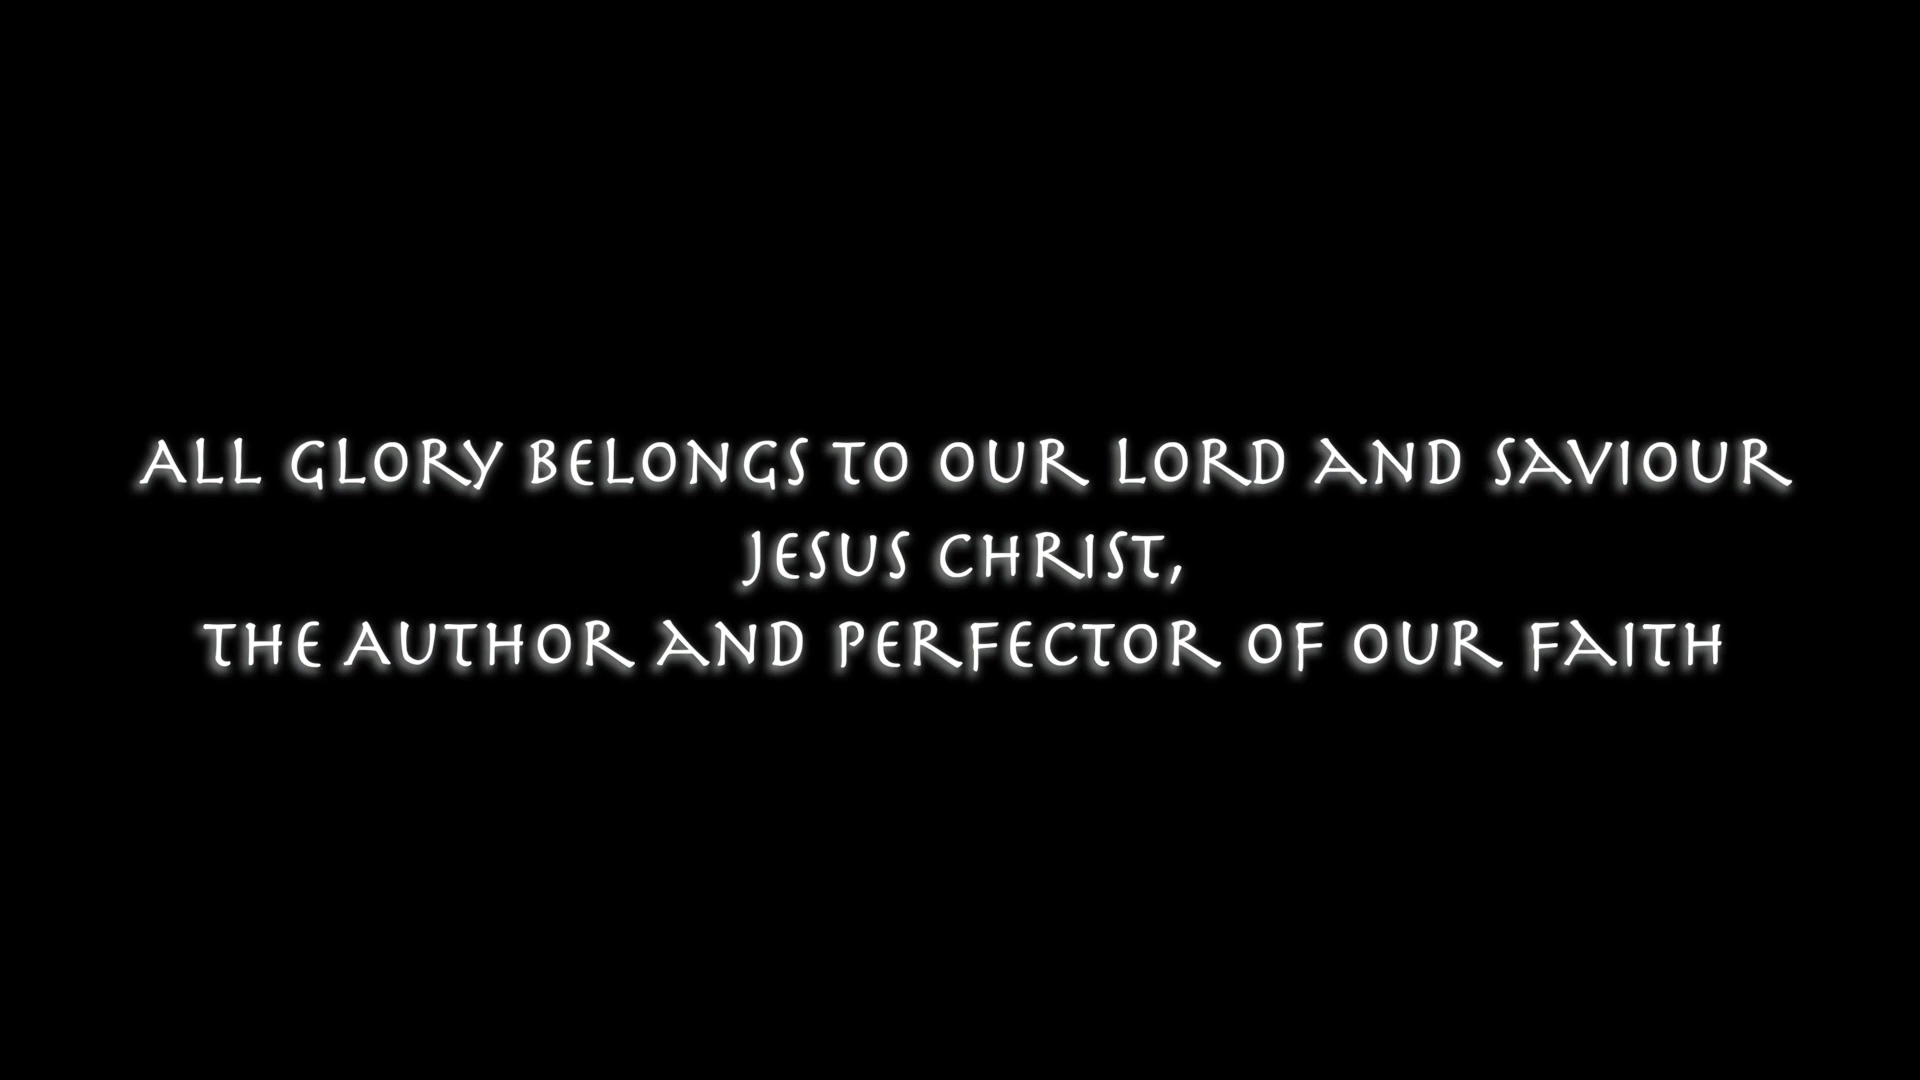 ALL GLORY BELONGS TO OUR LORD AND SAVIOUR
JESUS CHRIST,
THE AUTHOR AND PERFECTOR OF OUR FAITH